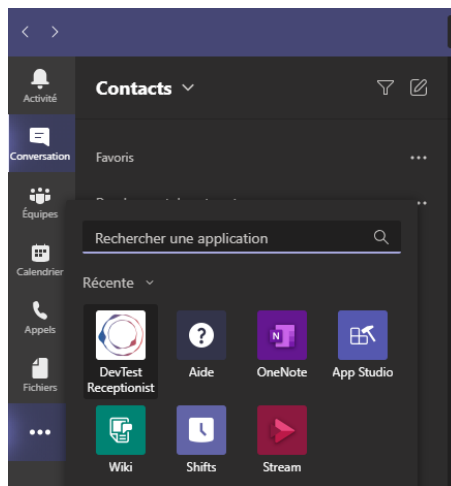 Activité
Contacts
Conversation
Favoris
Équipes
Rechercher une application
Calendrier
Récente
Appels
DevTest
Receptionist
Aide
OneNote
App Studio
Fichiers
Wiki
Shifts
Stream